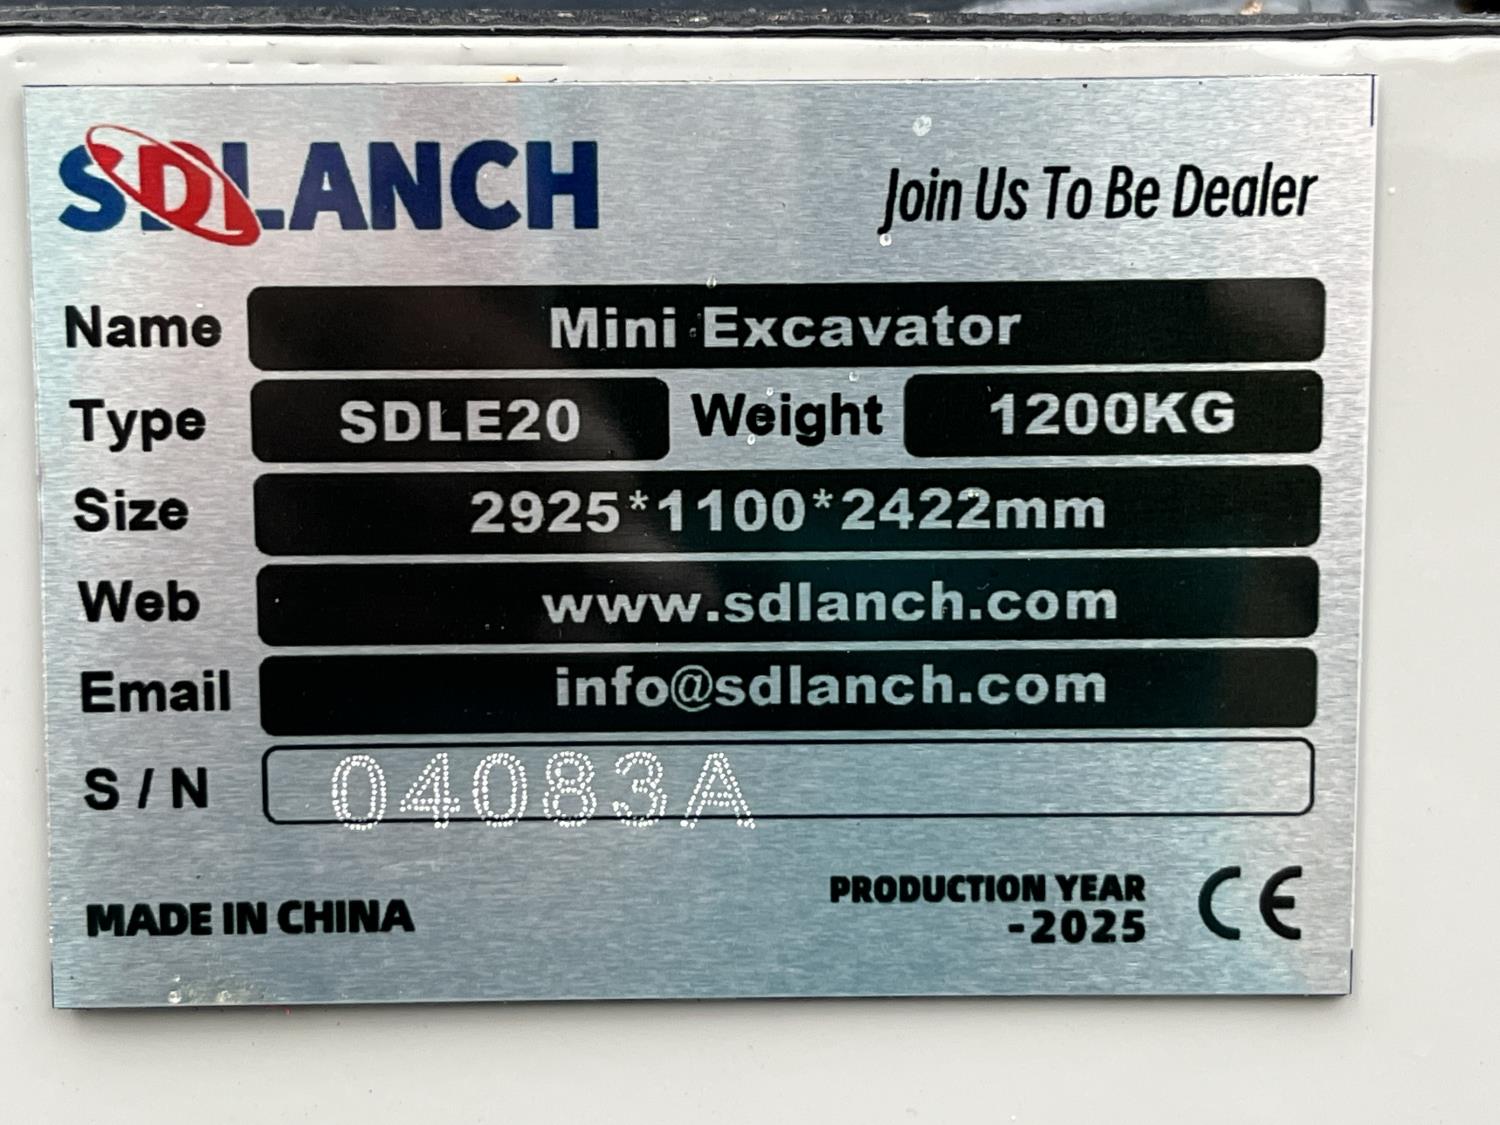 SDLANCH
Join Us To Be Dealer
Name Mini Excavator
Type SDLE20 Weight 1200KG
Size 2925*1100*2422mm
Web www.sdlanch.com
Email info@sdlanch.com
S / N 04083A
MADE IN CHINA
PRODUCTION YEAR
-2025
CE